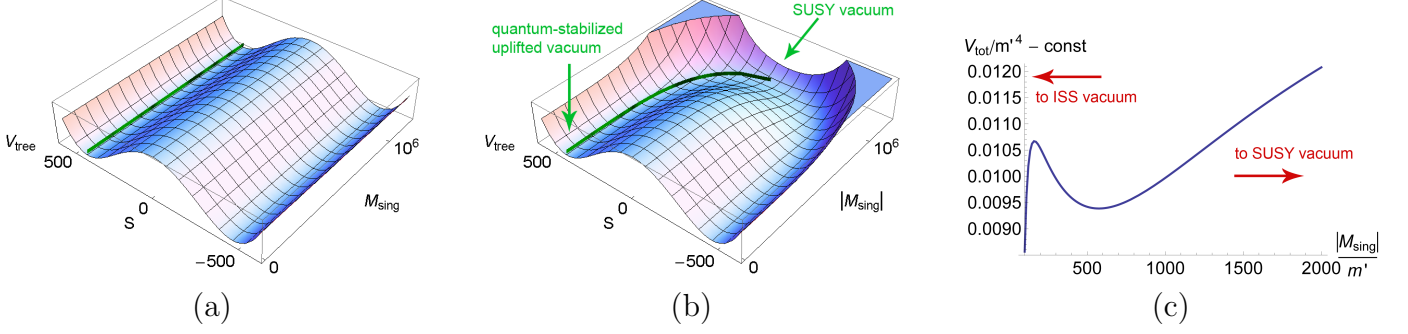 V_tree
500
0
S
−500
0
M_sing
10^6
(a)
quantum-stabilized
uplifted vacuum
SUSY vacuum
V_tree
500
0
S
−500
0
|M_sing|
10^6
(b)
V_tot/m'^4 − const
0.0120
0.0115
0.0110
0.0105
0.0100
0.0095
0.0090
to ISS vacuum
to SUSY vacuum
500 1000 1500 2000
|M_sing|
m'
(c)